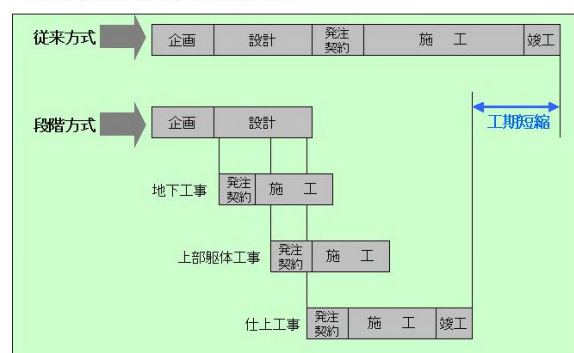 従来方式
企画
設計
発注
契約
施 工
竣工
段階方式
企画
設計
工期短縮
地下工事
発注
契約
施 工
上部躯体工事
発注
契約
施 工
仕上工事
発注
契約
施 工
竣工